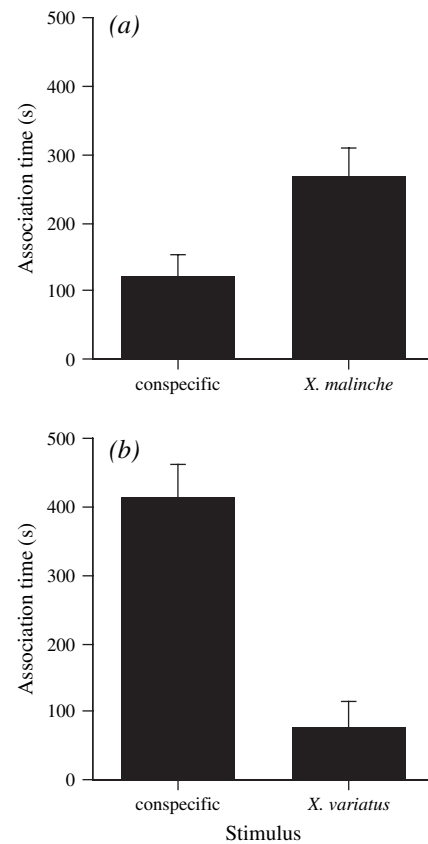 (a)
500
400
300
200
100
0
Association time (s)
conspecific X. malinche
(b)
500
400
300
200
100
0
Association time (s)
conspecific X. variatus
Stimulus